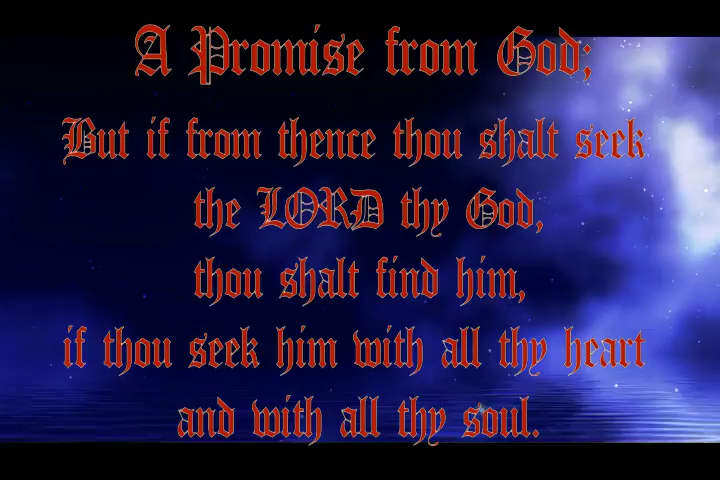 A Promise from God;
But if from thence thou shalt seek
the LORD thy God,
thou shalt find him,
if thou seek him with all thy heart
and with all thy soul.